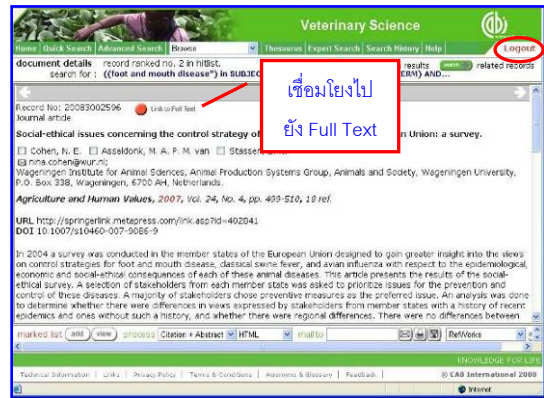 Veterinary Science
Home Quick Search Advanced Search Browse Thesaurus Expert Search Search History Help Logout
document details record ranked no. 2 in hitlist. results related records
search for : (("foot and mouth disease") in SUBJEC ERM) AND...
เชื่อมโยงไป
ยัง Full Text
Record No: 20083002596 Link to Full Text
Journal article
Social-ethical issues concerning the control strategy of n Union: a survey.
Cohen, N. E. Asseldonk, M. A. P. M. van Stassen,
nina.cohen@wur.nl;
Wageningen Institute for Animal Sciences, Animal Production Systems Group, Animals and Society, Wageningen University,
P.O. Box 338, Wageningen, 6700 AH, Netherlands.
Agriculture and Human Values, 2007, Vol. 24, No. 4, pp. 499-510, 18 ref.
URL http://springerlink.metapress.com/link.asp?id=402041
DOI 10.1007/s10460-007-9086-9
In 2004 a survey was conducted in the member states of the European Union designed to gain greater insight into the views
on control strategies for foot and mouth disease, classical swine fever, and avian influenza with respect to the epidemiological,
economic and social-ethical consequences of each of these animal diseases. This article presents the results of the social-
ethical survey. A selection of stakeholders from each member state was asked to prioritize issues for the prevention and
control of these diseases. A majority of stakeholders chose preventive measures as the preferred issue. An analysis was done
to determine whether there were differences in views expressed by stakeholders from member states with a history of recent
epidemics and ones without such a history, and whether there were regional differences. There were no differences between
marked list add view process Citation + Abstract HTML mail to RefWorks
KNOWLEDGE FOR LIFE
Technical Information | Links | Privacy Policy | Terms & Conditions | Acronyms & Glossary | Feedback | © CAB International 2008
Internet